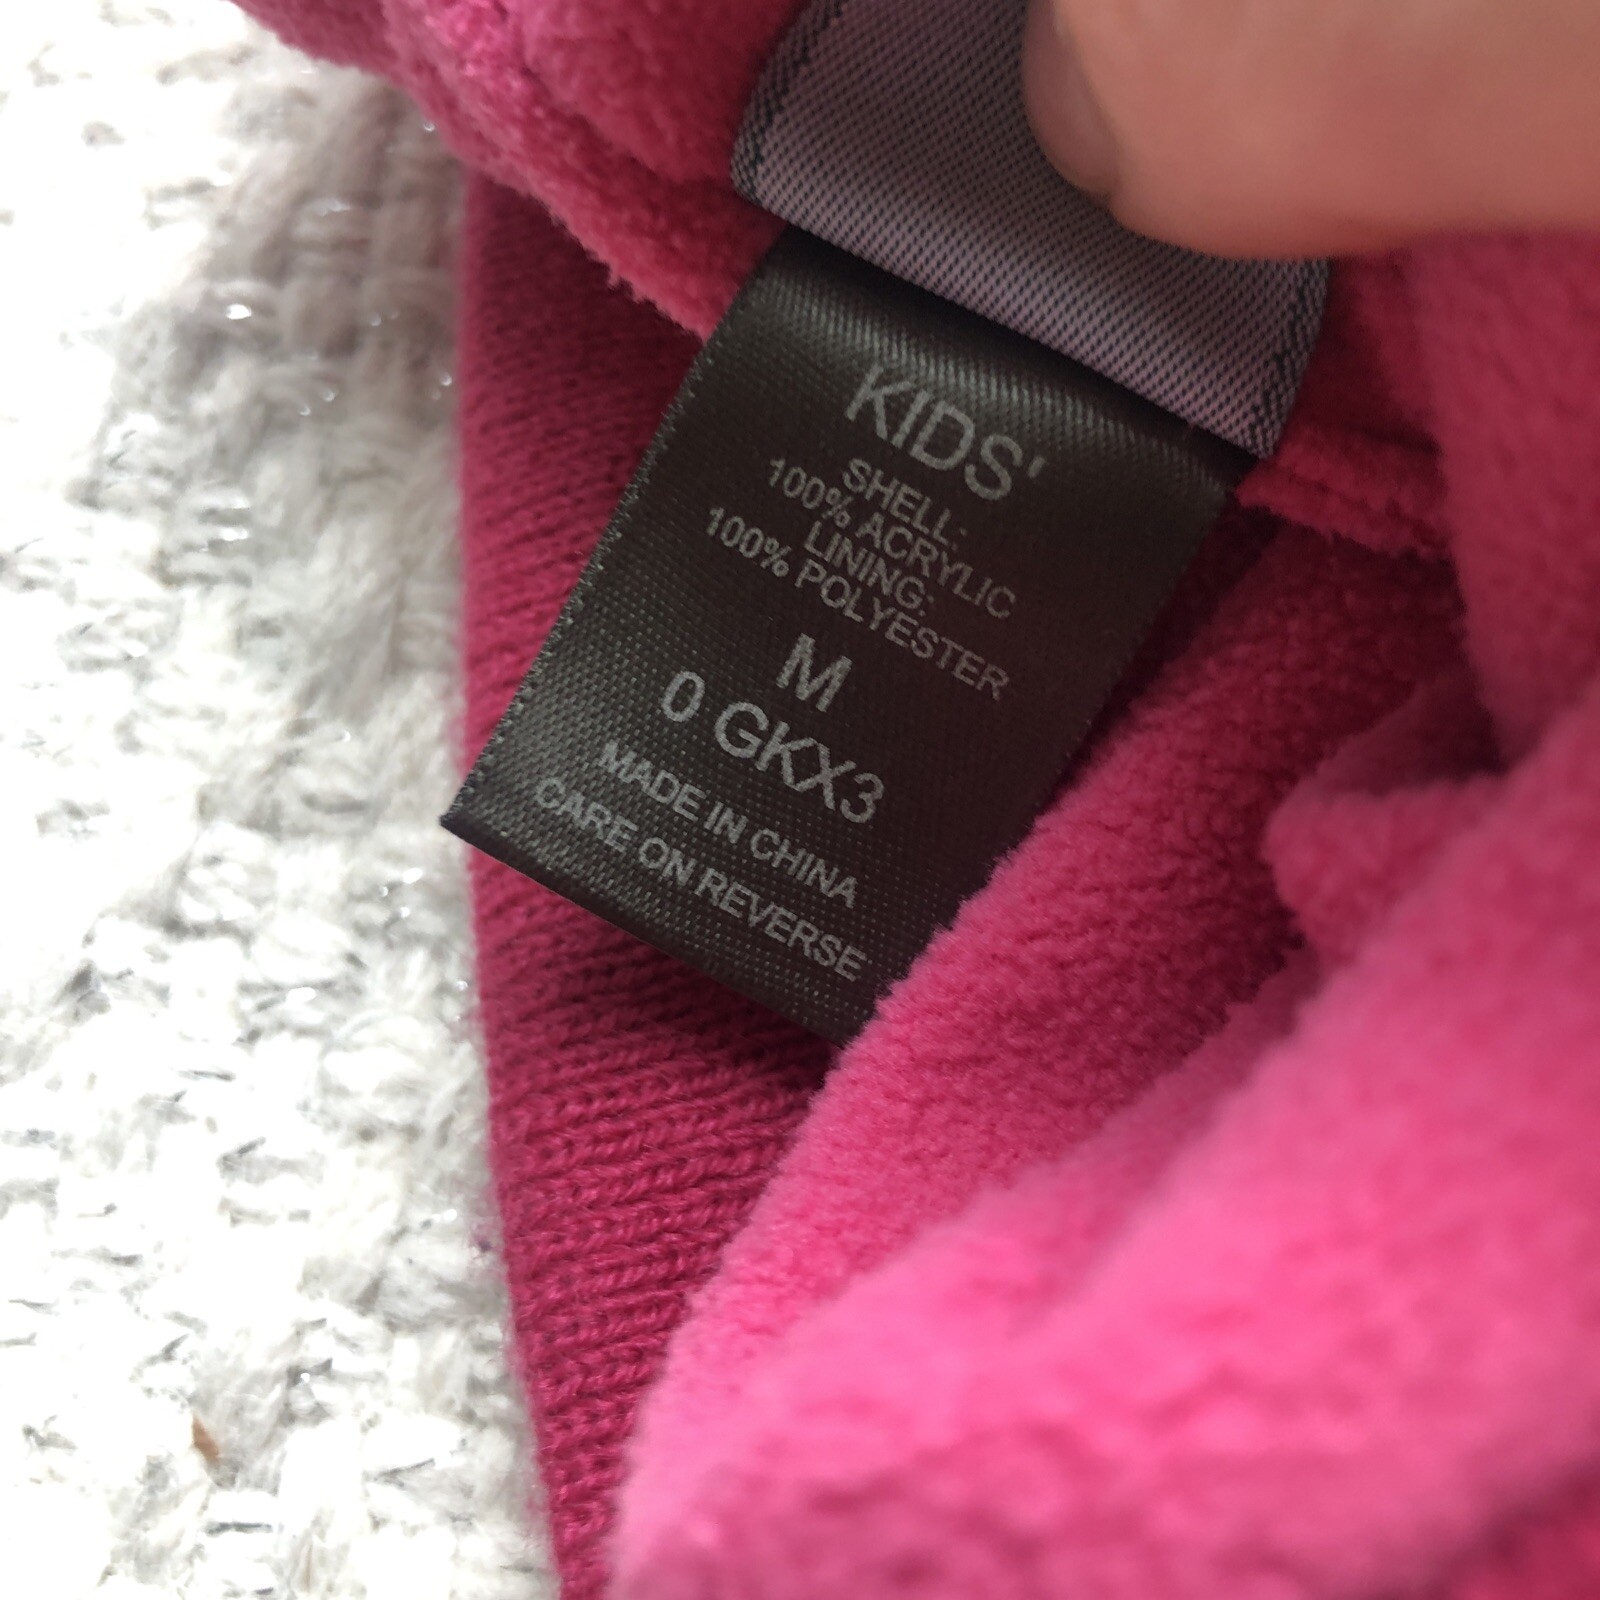 KIDS'
SHELL:
100% ACRYLIC
LINING:
100% POLYESTER
M
0 GKX3
MADE IN CHINA
CARE ON REVERSE